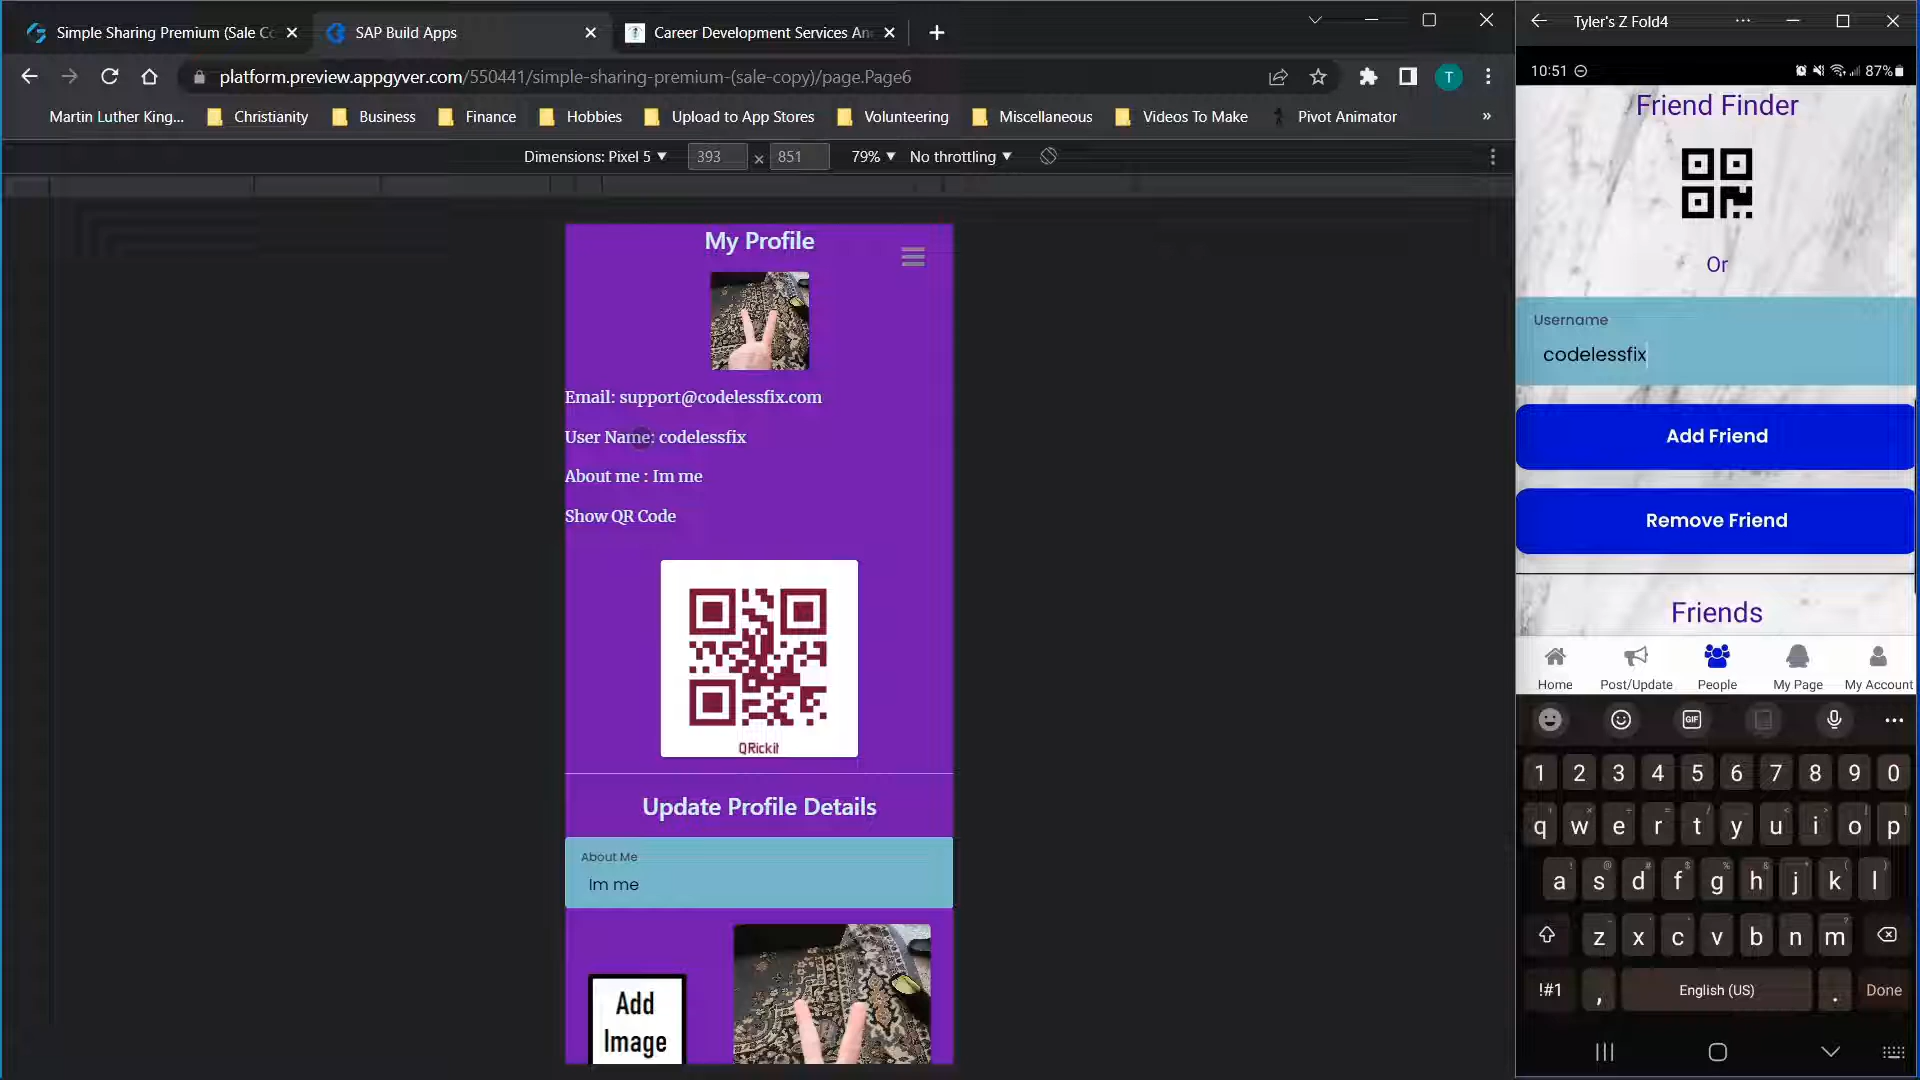 Simple Sharing Premium (Sale Co
SAP Build Apps
Career Development Services An
Tyler's Z Fold4
platform.preview.appgyver.com/550441/simple-sharing-premium-(sale-copy)/page.Page6
T
Martin Luther King...
Christianity
Business
Finance
Hobbies
Upload to App Stores
Volunteering
Miscellaneous
Videos To Make
Pivot Animator
»
Dimensions: Pixel 5
393
×
851
79%
No throttling
My Profile
Email: support@codelessfix.com
User Name: codelessfix
About me : Im me
Show QR Code
QRickit
Update Profile Details
About Me
Im me
Add
Image
10:51
87%
Friend Finder
Or
Username
codelessfix
Add Friend
Remove Friend
Friends
Home
Post/Update
People
My Page
My Account
GIF
1 2 3 4 5 6 7 8 9 0
q w e r t y u i o p
a s d f g h j k l
z x c v b n m
!#1 , English (US) . Done